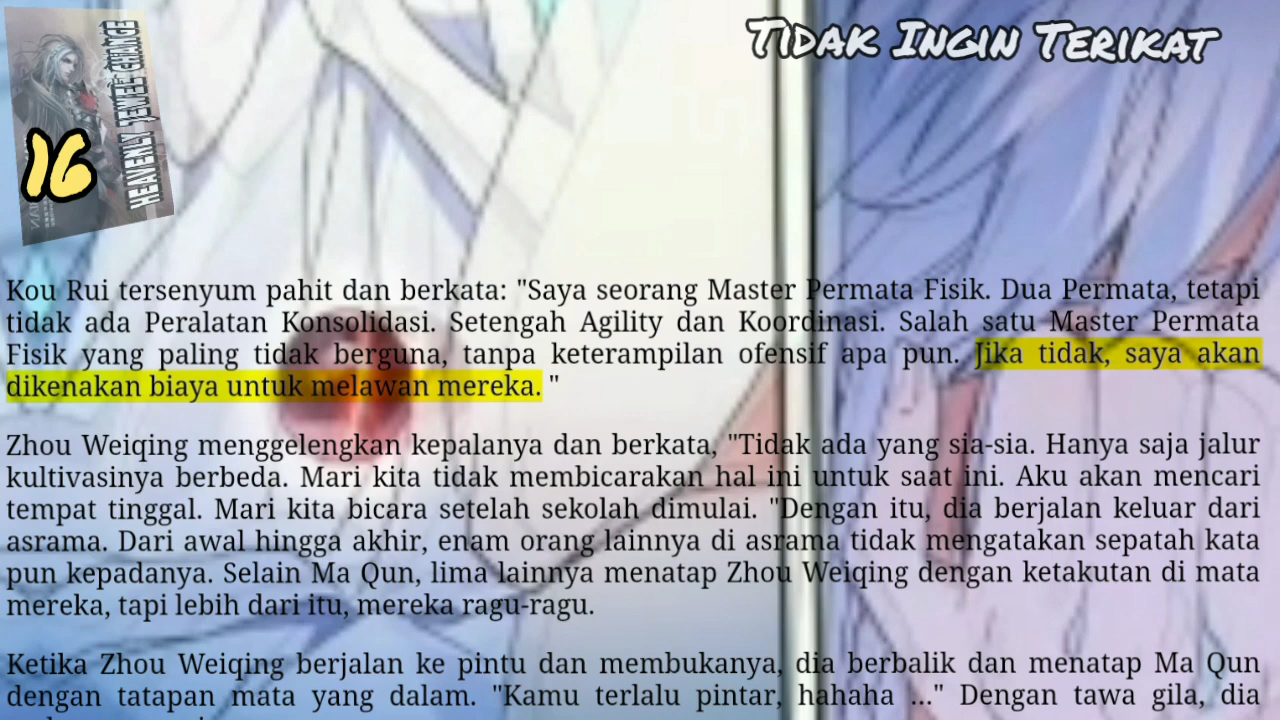 Tidak Ingin Terikat
HEAVENLY JEWEL CHANGE
16
Kou Rui tersenyum pahit dan berkata: "Saya seorang Master Permata Fisik. Dua Permata, tetapi
tidak ada Peralatan Konsolidasi. Setengah Agility dan Koordinasi. Salah satu Master Permata
Fisik yang paling tidak berguna, tanpa keterampilan ofensif apa pun. Jika tidak, saya akan
dikenakan biaya untuk melawan mereka. "
Zhou Weiqing menggelengkan kepalanya dan berkata, "Tidak ada yang sia-sia. Hanya saja jalur
kultivasinya berbeda. Mari kita tidak membicarakan hal ini untuk saat ini. Aku akan mencari
tempat tinggal. Mari kita bicara setelah sekolah dimulai. "Dengan itu, dia berjalan keluar dari
asrama. Dari awal hingga akhir, enam orang lainnya di asrama tidak mengatakan sepatah kata
pun kepadanya. Selain Ma Qun, lima lainnya menatap Zhou Weiqing dengan ketakutan di mata
mereka, tapi lebih dari itu, mereka ragu-ragu.
Ketika Zhou Weiqing berjalan ke pintu dan membukanya, dia berbalik dan menatap Ma Qun
dengan tatapan mata yang dalam. "Kamu terlalu pintar, hahaha ..." Dengan tawa gila, dia